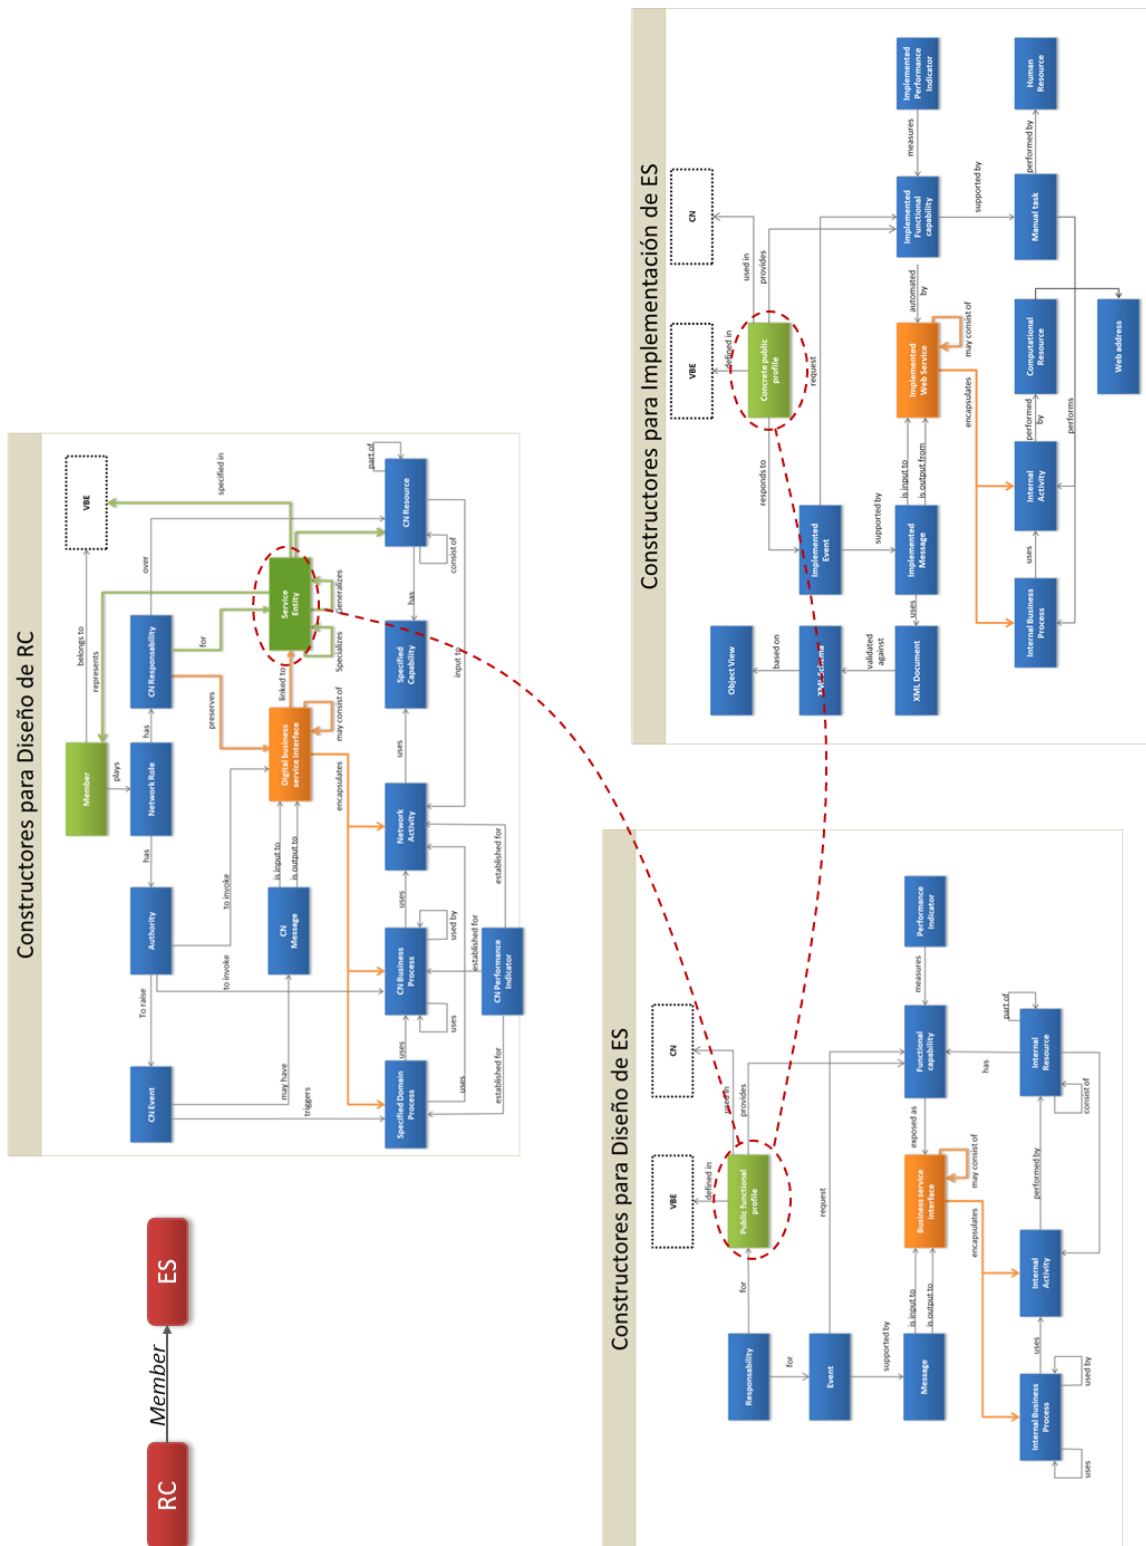 RC
Member
ES
Constructores para Diseño de RC
VBE
specified in
belongs to
represents
Member
plays
over
part of
CN Resource
CN Responsability
for
has
Network Role
has
Authority
To raise
CN Event
preserves
to invoke
to invoke
may have
triggers
Service
Entity
Generalizes
Specializes
linked to
Digital business
service interface
may consist of
is input to
is output to
CN
Message
encapsulates
consist of
has
Specified
Capability
input to
uses
Network
Activity
uses
CN Business
Process
used by
uses
uses
Specified Domain
Process
uses
established for
established for
established for
CN Performance
Indicator
Constructores para Diseño de ES
CN
VBE
used in
defined in
provides
Public functional
profile
for
Responsability
for
request
Event
supported by
Performance
Indicator
measures
Functional
capability
exposed as
Business service
interface
may consist of
is input to
is output to
Message
encapsulates
has
part of
Internal
Resource
consist of
performed by
Internal
Activity
uses
Internal Business
Process
used by
uses
Constructores para Implementación de ES
CN
VBE
used in
defined in
provides
Concrete public
profile
responds to
request
Implemented
Event
supported by
Object View
based on
XML Scheme
validated
against
XML Document
uses
Implemented
Message
is input to
is output from
Implemented
Performance
Indicator
measures
Implemented
Functional
capability
automated
by
Implemented
Web Service
may consist of
encapsulates
supported by
Human
Resource
performed by
Manual task
performs
Computational
Resource
Web address
performed
by
Internal
Activity
uses
Internal Business
Process